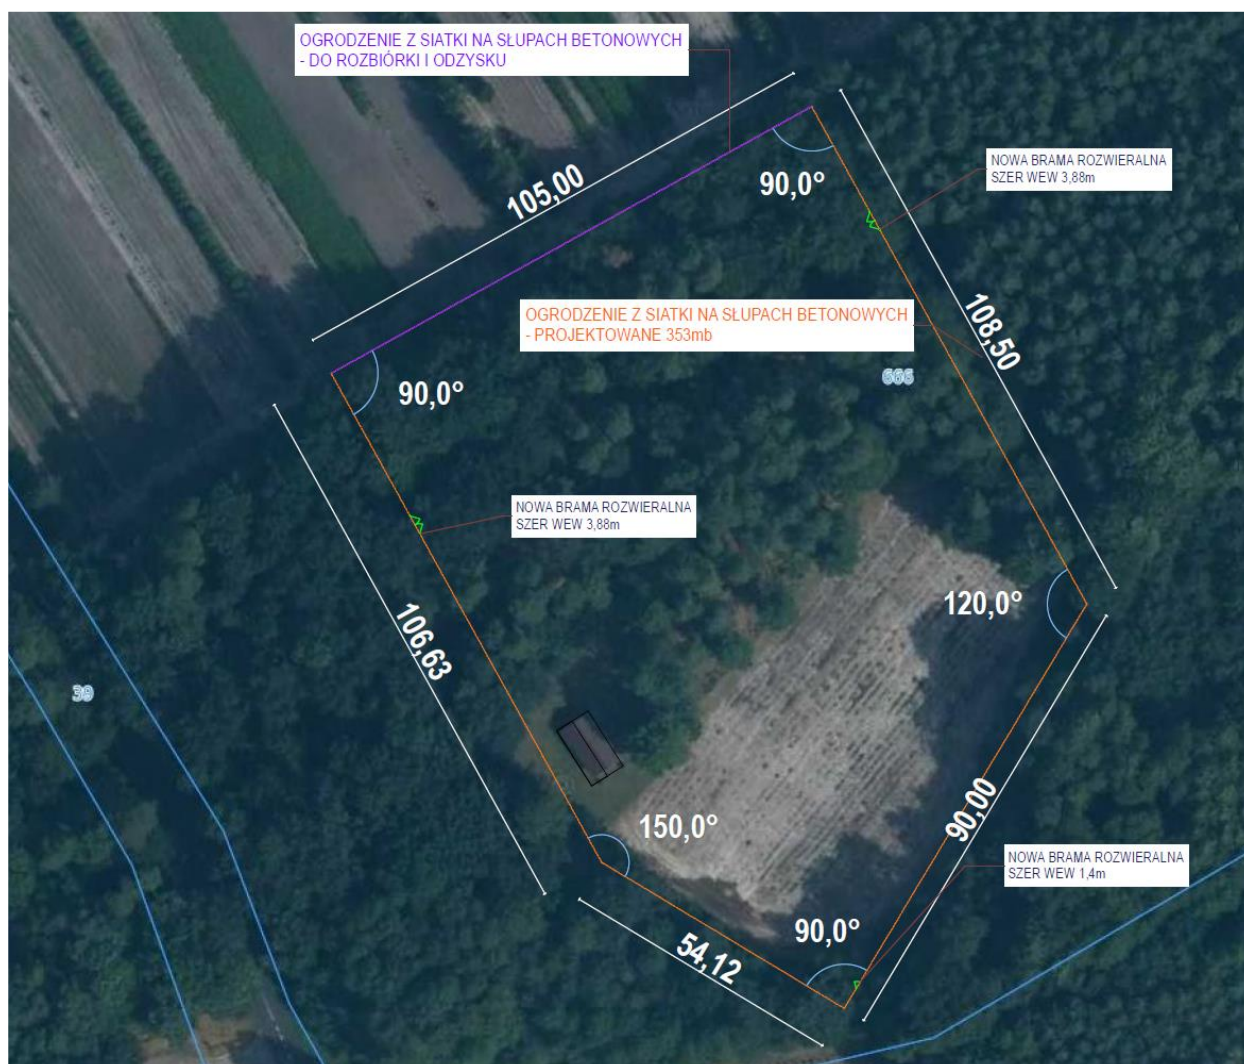 OGRODZENIE Z SIATKI NA SŁUPACH BETONOWYCH
- DO ROZBIÓRKI I ODZYSKU
105,00
90,0°
NOWA BRAMA ROZWIERALNA
SZER WEW 3,88m
OGRODZENIE Z SIATKI NA SŁUPACH BETONOWYCH
- PROJEKTOWANE 353mb
108,50
666
90,0°
NOWA BRAMA ROZWIERALNA
SZER WEW 3,88m
120,0°
106,63
39
150,0°
90,00
NOWA BRAMA ROZWIERALNA
SZER WEW 1,4m
90,0°
54,12